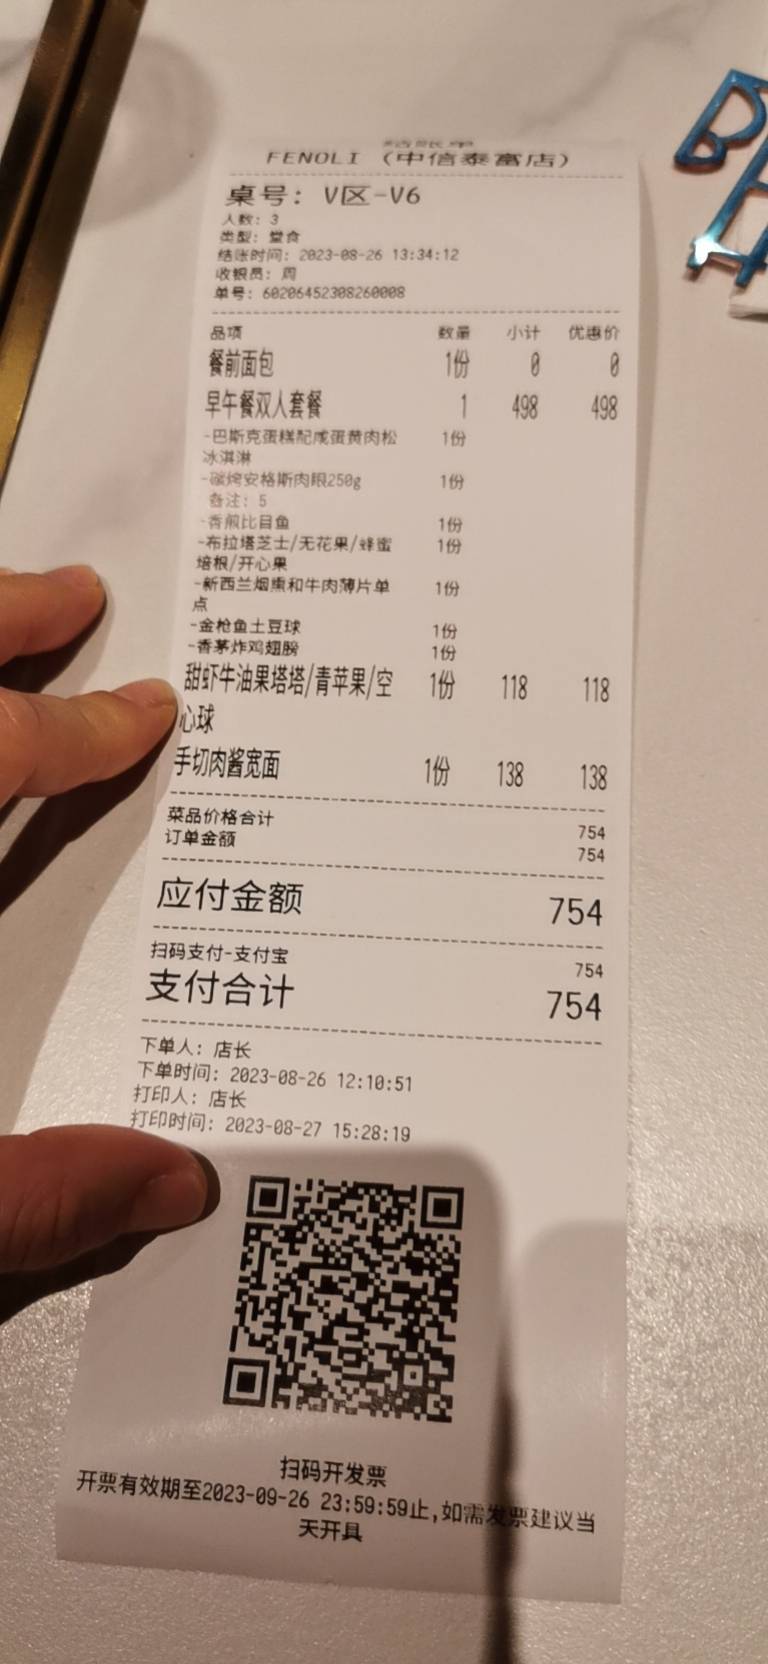 结账单
FENOLI (中信泰富店)
桌号: V区-V6
人数: 3
类型: 堂食
结账时间: 2023-08-26 13:34:12
收银员: 周
单号: 60206452308260008
品项 数量 小计 优惠价
餐前面包 1份 0 0
早午餐双人套餐 1 498 498
-巴斯克蛋糕配咸蛋黄肉松 1份
冰淇淋
-碳烤安格斯肉眼250g 1份
备注: 5
-香煎比目鱼 1份
-布拉塔芝士/无花果/蜂蜜 1份
培根/开心果
-新西兰烟熏和牛肉薄片单 1份
点
-金枪鱼土豆球 1份
-香茅炸鸡翅膀 1份
甜虾牛油果塔塔/青苹果/空 1份 118 118
心球
手切肉酱宽面 1份 138 138
菜品价格合计 754
订单金额 754
应付金额 754
扫码支付-支付宝 754
支付合计 754
下单人: 店长
下单时间: 2023-08-26 12:10:51
打印人: 店长
打印时间: 2023-08-27 15:28:19
扫码开发票
开票有效期至2023-09-26 23:59:59止,如需发票建议当
天开具